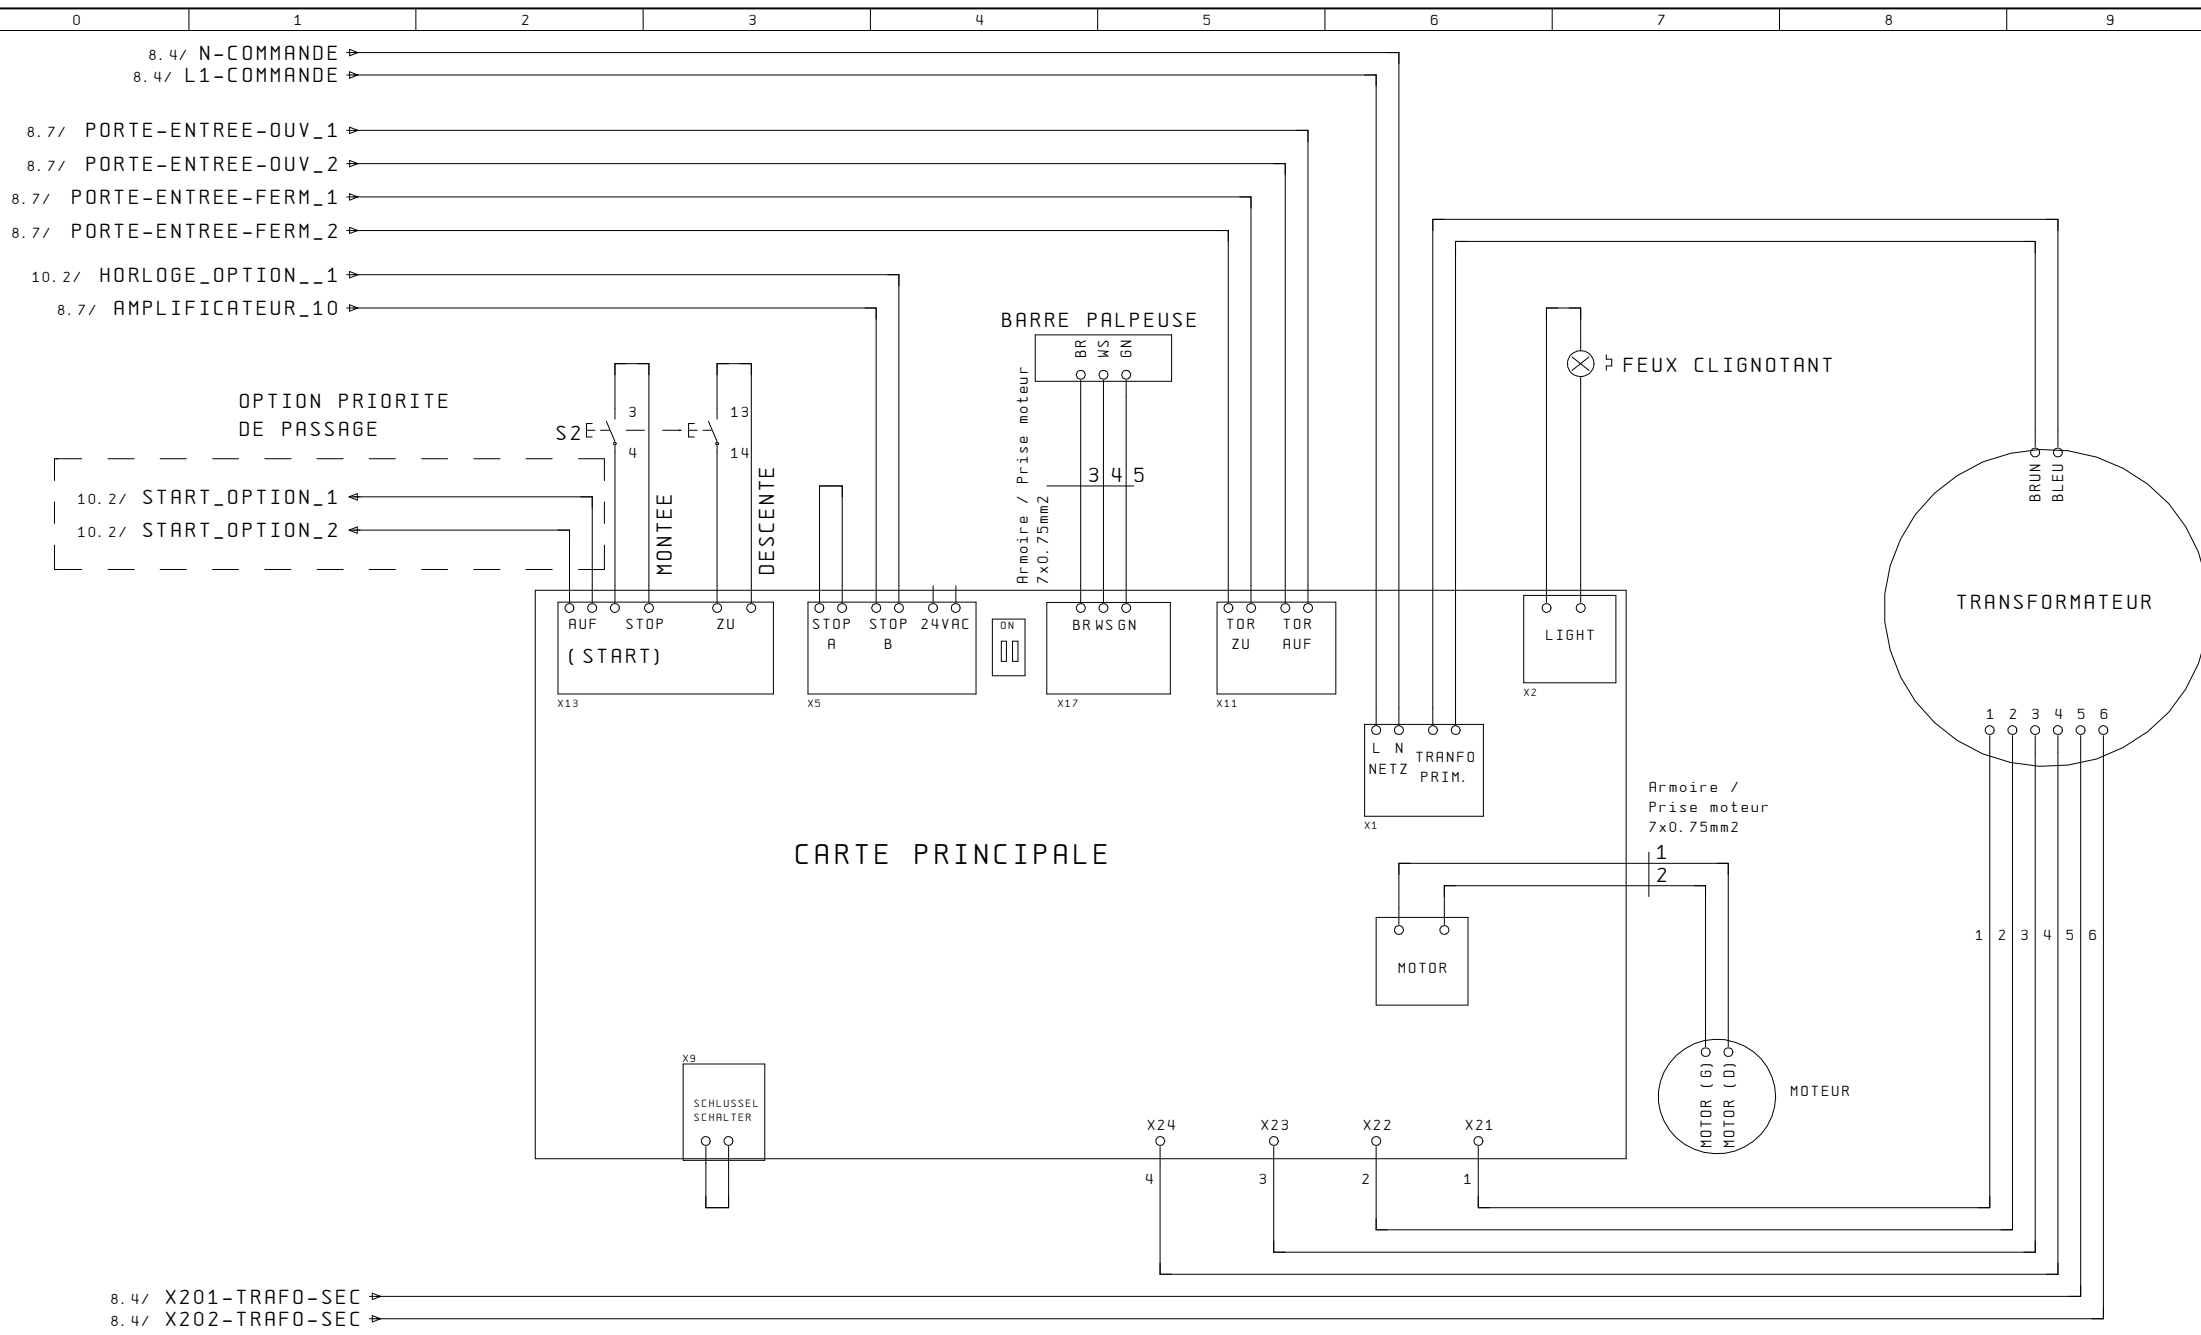 0 1 2 3 4 5 6 7 8 9
8.4/ N-COMMANDE
8.4/ L1-COMMANDE
8.7/ PORTE-ENTREE-OUV_1
8.7/ PORTE-ENTREE-OUV_2
8.7/ PORTE-ENTREE-FERM_1
8.7/ PORTE-ENTREE-FERM_2
10.2/ HORLOGE_OPTION__1
8.7/ AMPLIFICATEUR_10
BARRE PALPEUSE
BR WS GN
FEUX CLIGNOTANT
OPTION PRIORITE
DE PASSAGE
10.2/ START_OPTION_1
10.2/ START_OPTION_2
S2
3
4
13
14
MONTEE
DESCENTE
Armoire / Prise moteur
7x0.75mm2
3 4 5
BRUN
BLEU
TRANSFORMATEUR
1 2 3 4 5 6
AUF STOP ZU
(START)
X13
STOP STOP 24VAC
A B
X5
ON
BR WS GN
X17
TOR TOR
ZU AUF
X11
LIGHT
X2
L N TRANFO
NETZ PRIM.
X1
CARTE PRINCIPALE
Armoire /
Prise moteur
7x0.75mm2
1
2
MOTOR
1 2 3 4 5 6
MOTOR (G)
MOTOR (D)
MOTEUR
X9
SCHLUSSEL
SCHALTER
X24 X23 X22 X21
4 3 2 1
8.4/ X201-TRAFO-SEC
8.4/ X202-TRAFO-SEC